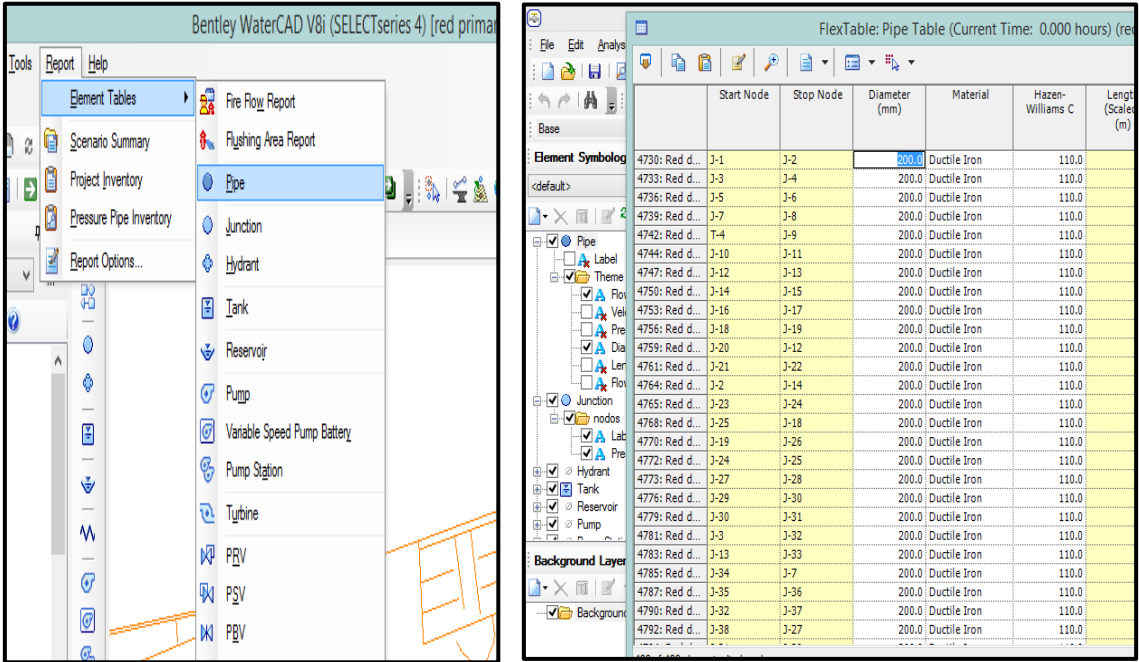 Bentley WaterCAD V8i (SELECTseries 4) [red primar
Tools Report Help
Element Tables
Scenario Summary
Project Inventory
Pressure Pipe Inventory
Report Options...
Fire Flow Report
Flushing Area Report
Pipe
Junction
Hydrant
Tank
Reservoir
Pump
Variable Speed Pump Battery
Pump Station
Turbine
PRV
PSV
PBV
FlexTable: Pipe Table (Current Time: 0.000 hours) (red
File Edit Analys
Base
Element Symbolog
<default>
Pipe
Label
Theme
Flo
Vel
Pre
Dia
Len
Flo
Junction
nodos
Lab
Pre
Hydrant
Tank
Reservoir
Pump
Background Layer
Background
Start Node Stop Node Diameter (mm) Material Hazen-Williams C Lengt (Scaled (m)
4730: Red d... J-1 J-2 200.0 Ductile Iron 110.0
4733: Red d... J-3 J-4 200.0 Ductile Iron 110.0
4736: Red d... J-5 J-6 200.0 Ductile Iron 110.0
4739: Red d... J-7 J-8 200.0 Ductile Iron 110.0
4742: Red d... T-4 J-9 200.0 Ductile Iron 110.0
4744: Red d... J-10 J-11 200.0 Ductile Iron 110.0
4747: Red d... J-12 J-13 200.0 Ductile Iron 110.0
4750: Red d... J-14 J-15 200.0 Ductile Iron 110.0
4753: Red d... J-16 J-17 200.0 Ductile Iron 110.0
4756: Red d... J-18 J-19 200.0 Ductile Iron 110.0
4759: Red d... J-20 J-12 200.0 Ductile Iron 110.0
4761: Red d... J-21 J-22 200.0 Ductile Iron 110.0
4764: Red d... J-2 J-14 200.0 Ductile Iron 110.0
4765: Red d... J-23 J-24 200.0 Ductile Iron 110.0
4768: Red d... J-25 J-18 200.0 Ductile Iron 110.0
4770: Red d... J-19 J-26 200.0 Ductile Iron 110.0
4772: Red d... J-24 J-25 200.0 Ductile Iron 110.0
4773: Red d... J-27 J-28 200.0 Ductile Iron 110.0
4776: Red d... J-29 J-30 200.0 Ductile Iron 110.0
4779: Red d... J-30 J-31 200.0 Ductile Iron 110.0
4781: Red d... J-3 J-32 200.0 Ductile Iron 110.0
4783: Red d... J-13 J-33 200.0 Ductile Iron 110.0
4785: Red d... J-34 J-7 200.0 Ductile Iron 110.0
4787: Red d... J-35 J-36 200.0 Ductile Iron 110.0
4790: Red d... J-32 J-37 200.0 Ductile Iron 110.0
4792: Red d... J-38 J-27 200.0 Ductile Iron 110.0